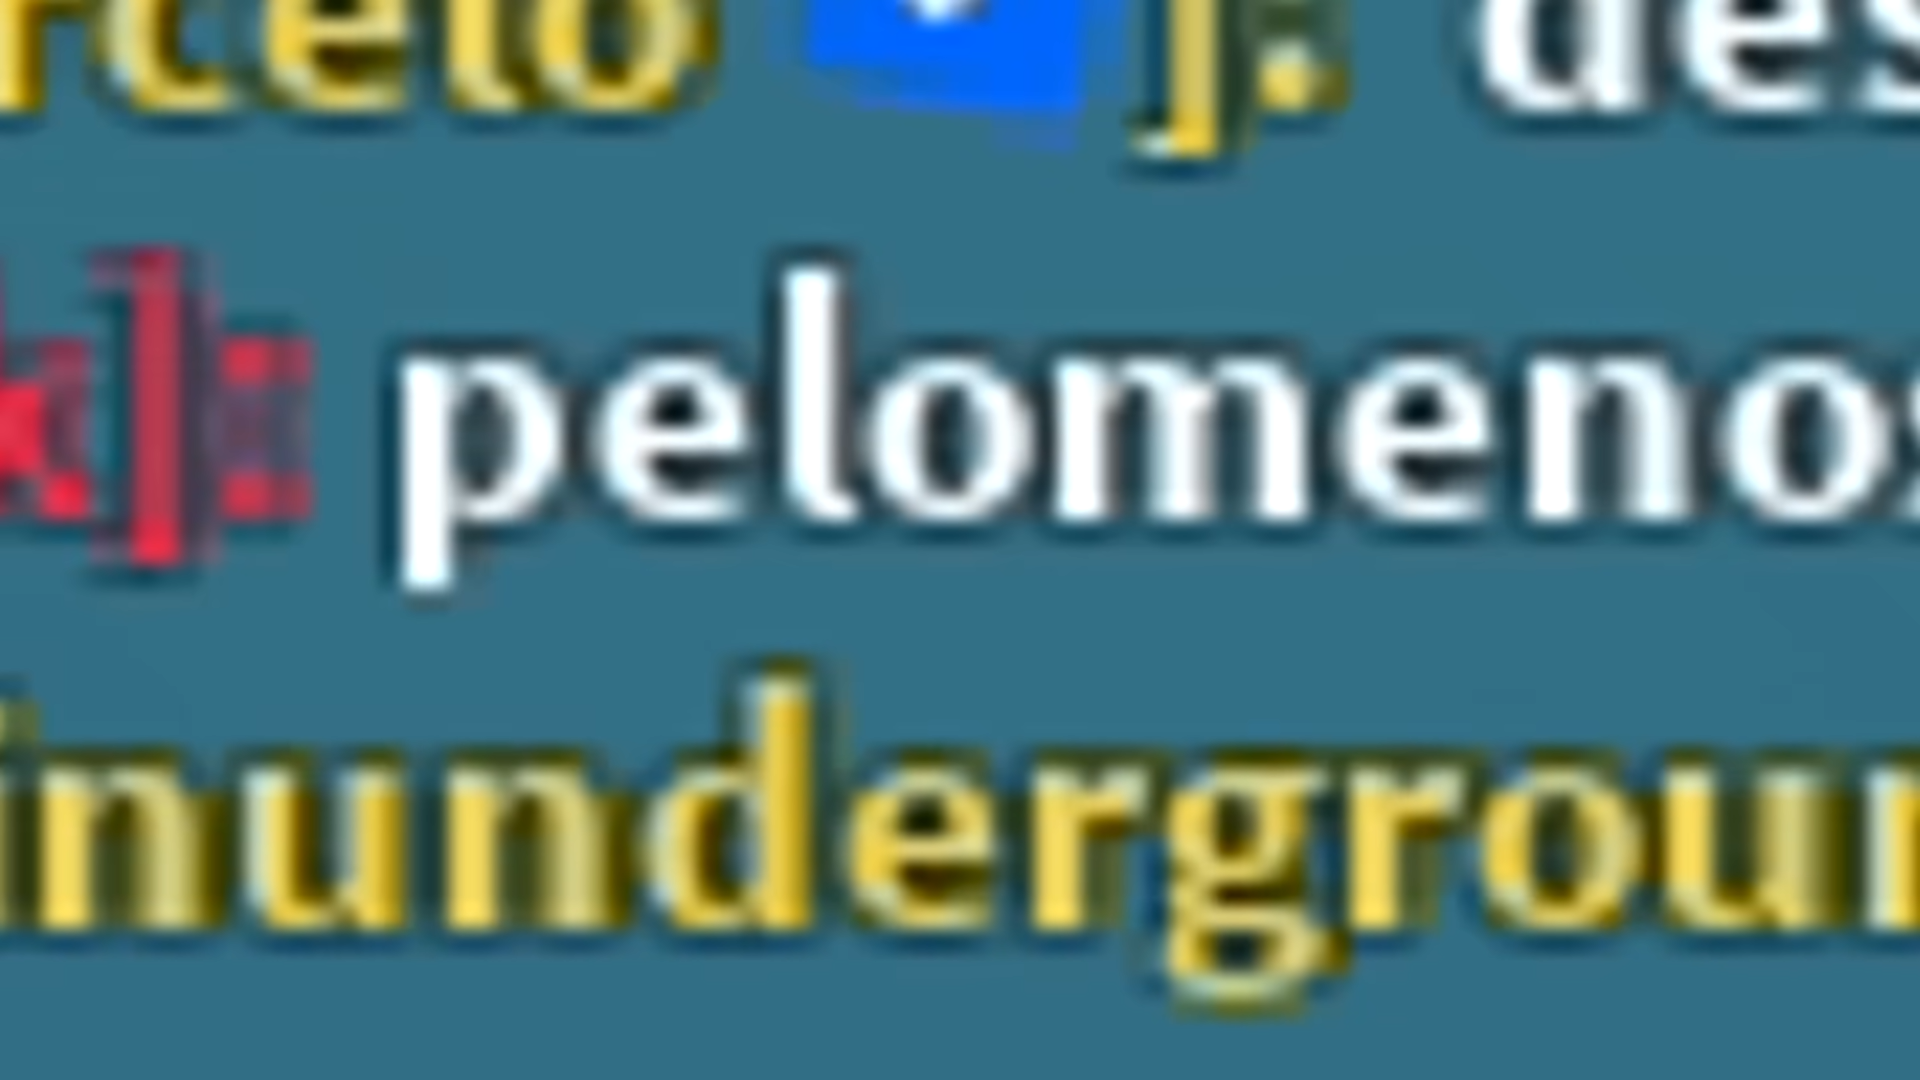 rcelo ]: des
k]: pelomenos
inundergroun